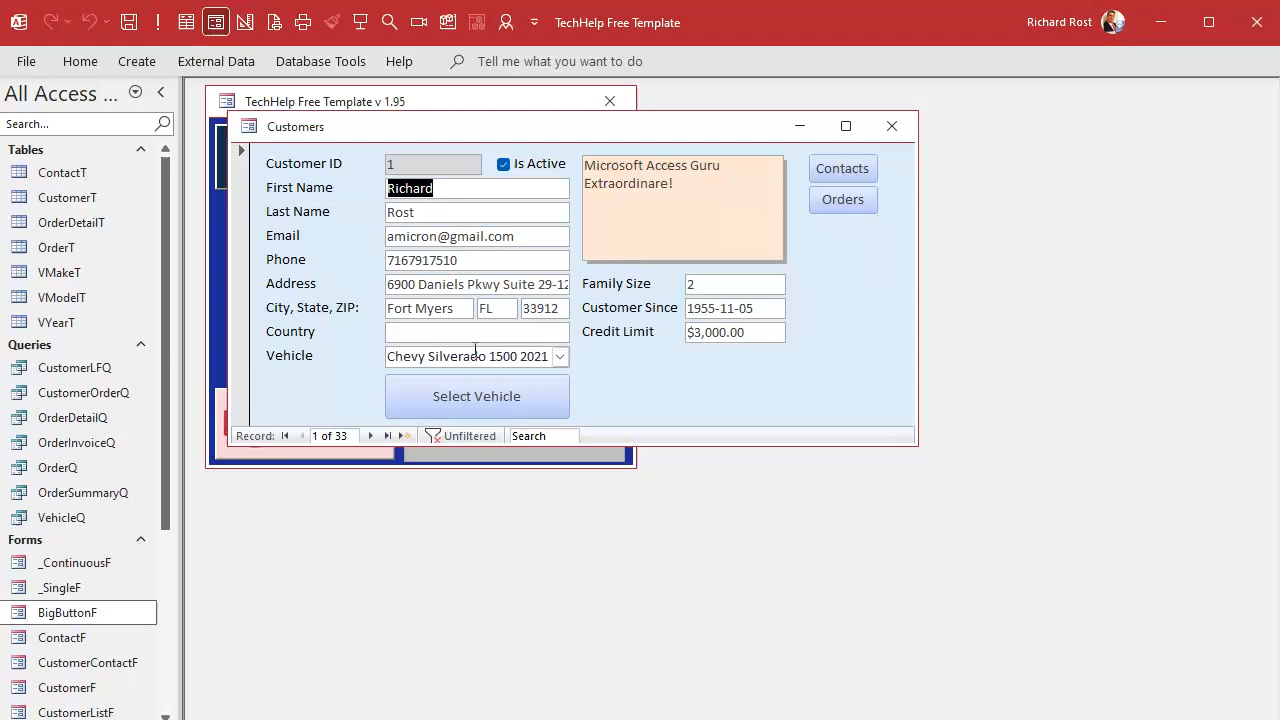 TechHelp Free Template
Richard Rost
File Home Create External Data Database Tools Help Tell me what you want to do
All Access ...
Search...
Tables
ContactT
CustomerT
OrderDetailT
OrderT
VMakeT
VModelT
VYearT
Queries
CustomerLFQ
CustomerOrderQ
OrderDetailQ
OrderInvoiceQ
OrderQ
OrderSummaryQ
VehicleQ
Forms
_ContinuousF
_SingleF
BigButtonF
ContactF
CustomerContactF
CustomerF
CustomerListF
TechHelp Free Template v 1.95
Customers
Customer ID 1 Is Active
First Name Richard
Last Name Rost
Email amicron@gmail.com
Phone 7167917510
Address 6900 Daniels Pkwy Suite 29-12
City, State, ZIP: Fort Myers FL 33912
Country
Vehicle Chevy Silverado 1500 2021
Select Vehicle
Microsoft Access Guru
Extraordinare!
Family Size 2
Customer Since 1955-11-05
Credit Limit $3,000.00
Contacts
Orders
Record: 1 of 33 Unfiltered Search